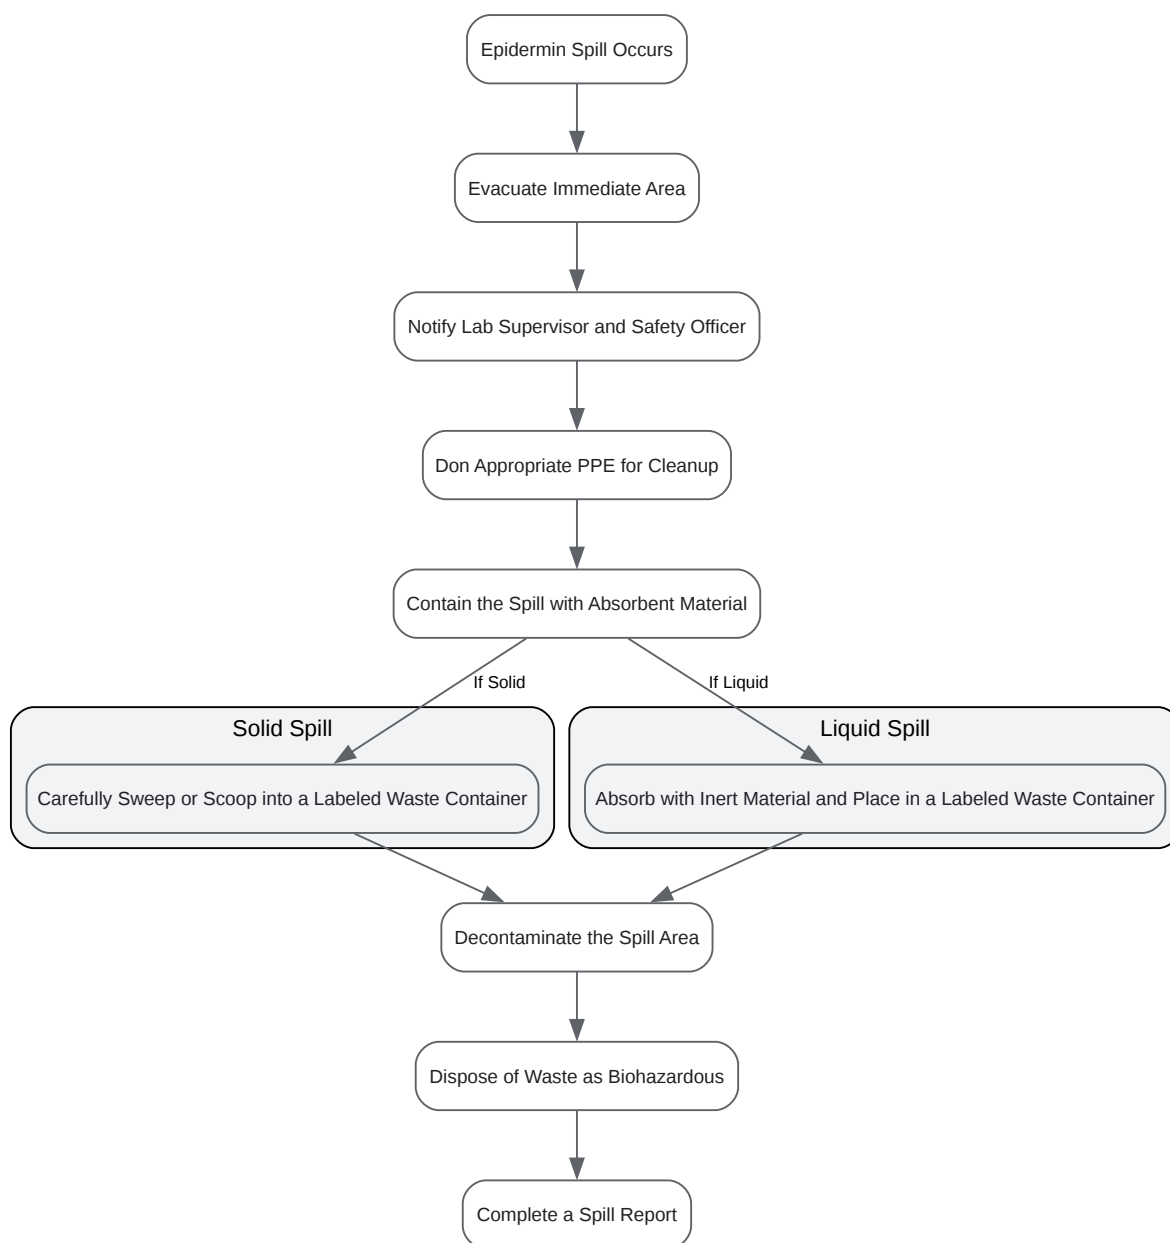 Epidermin Spill Occurs
Evacuate Immediate Area
Notify Lab Supervisor and Safety Officer
Don Appropriate PPE for Cleanup
Contain the Spill with Absorbent Material
If Solid
If Liquid
Solid Spill
Carefully Sweep or Scoop into a Labeled Waste Container
Liquid Spill
Absorb with Inert Material and Place in a Labeled Waste Container
Decontaminate the Spill Area
Dispose of Waste as Biohazardous
Complete a Spill Report